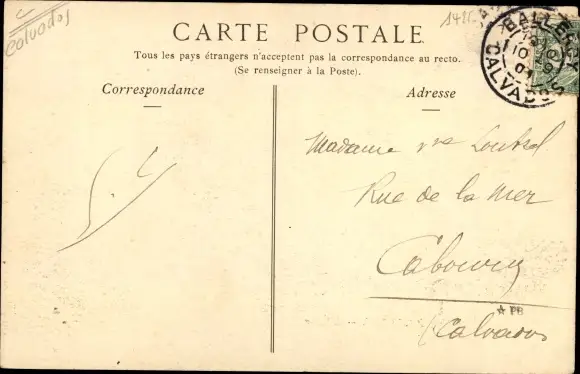 Calvados
CARTE POSTALE
Tous les pays étrangers n'acceptent pas la correspondance au recto.
(Se renseigner à la Poste).
Correspondance
Adresse
CALVADOS
Madame Vve
Rue de la Mer
Cabourg
Calvados